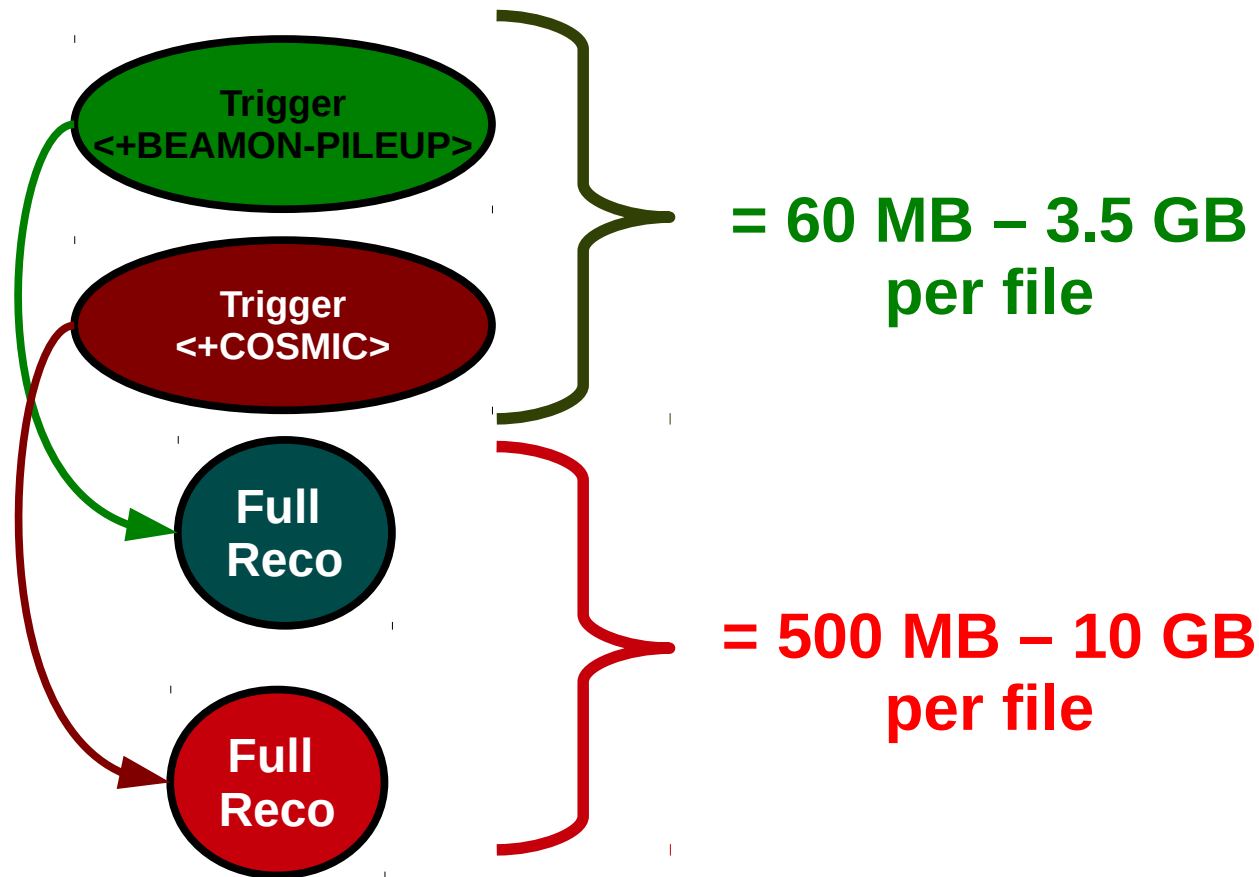 Trigger
<+BEAMON-PILEUP>
= 60 MB – 3.5 GB
per file
Trigger
<+COSMIC>
Full
Reco
= 500 MB – 10 GB
per file
Full
Reco